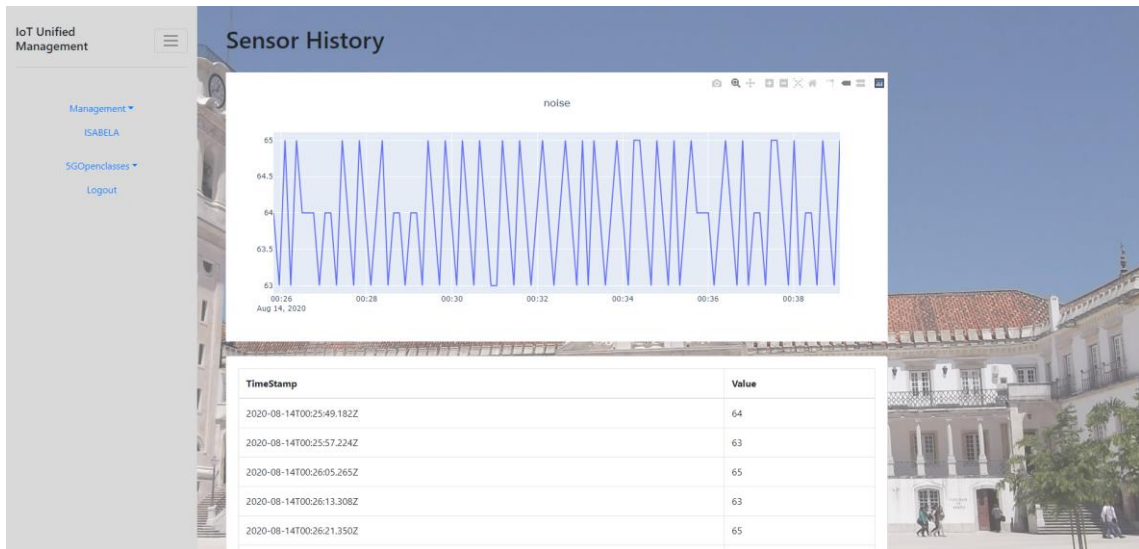 IoT Unified
Management
Management
ISABELA
5GOpenclasses
Logout
Sensor History
noise
65
64.5
64
63.5
63
00:26 00:28 00:30 00:32 00:34 00:36 00:38
Aug 14, 2020
TimeStamp Value
2020-08-14T00:25:49.182Z 64
2020-08-14T00:25:57.224Z 63
2020-08-14T00:26:05.265Z 65
2020-08-14T00:26:13.308Z 63
2020-08-14T00:26:21.350Z 65